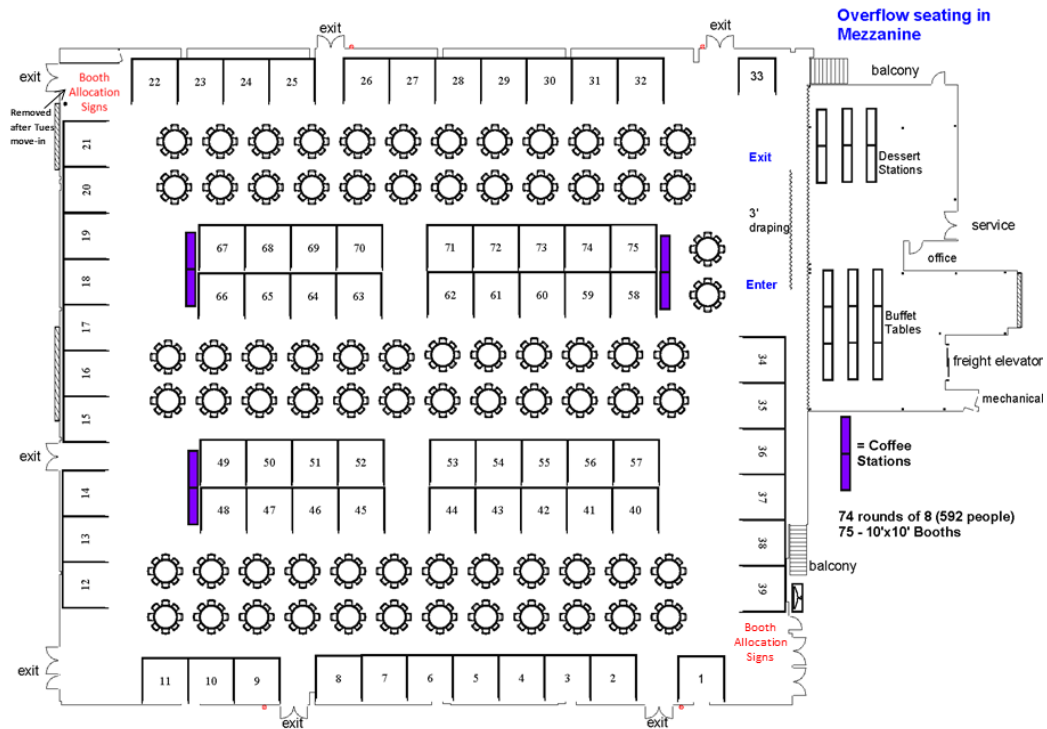 Overflow seating in
Mezzanine
exit
exit
exit
Booth
Allocation
Signs
Removed
after Tues
move-in
22
23
24
25
26
27
28
29
30
31
32
33
balcony
21
20
19
18
17
16
15
14
13
12
Exit
3'
draping
Enter
Dessert
Stations
service
office
Buffet
Tables
freight elevator
mechanical
67
68
69
70
71
72
73
74
75
66
65
64
63
62
61
60
59
58
34
35
36
37
38
39
= Coffee
Stations
74 rounds of 8 (592 people)
75 - 10'x10' Booths
exit
49
50
51
52
53
54
55
56
57
48
47
46
45
44
43
42
41
40
balcony
Booth
Allocation
Signs
exit
11
10
9
8
7
6
5
4
3
2
1
exit
exit